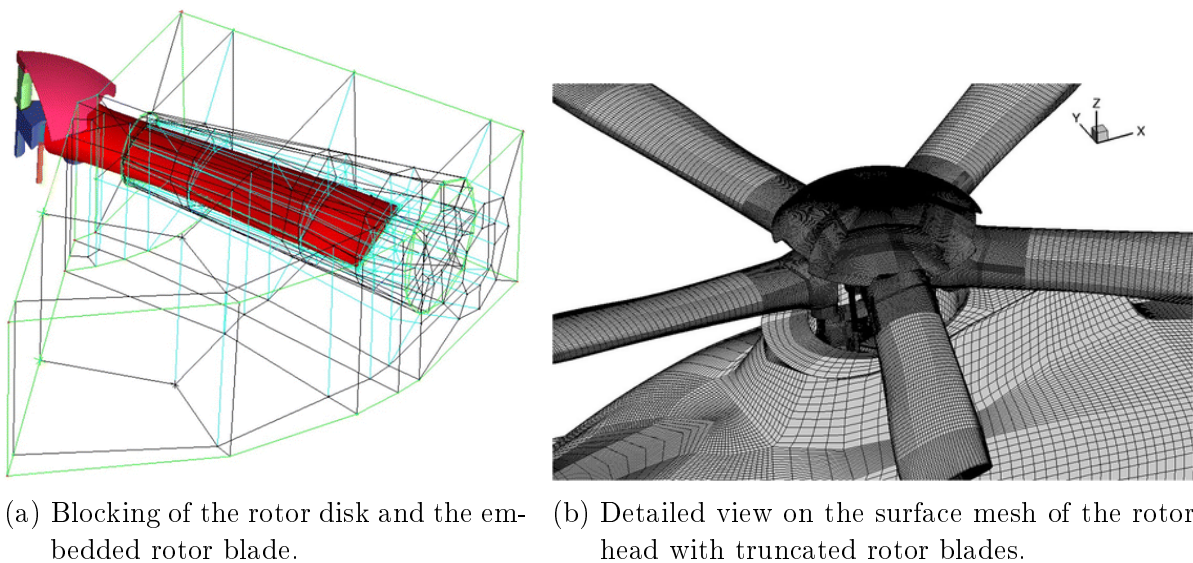 Z
Y
X
(a) Blocking of the rotor disk and the em-
bedded rotor blade.
(b) Detailed view on the surface mesh of the rotor
head with truncated rotor blades.